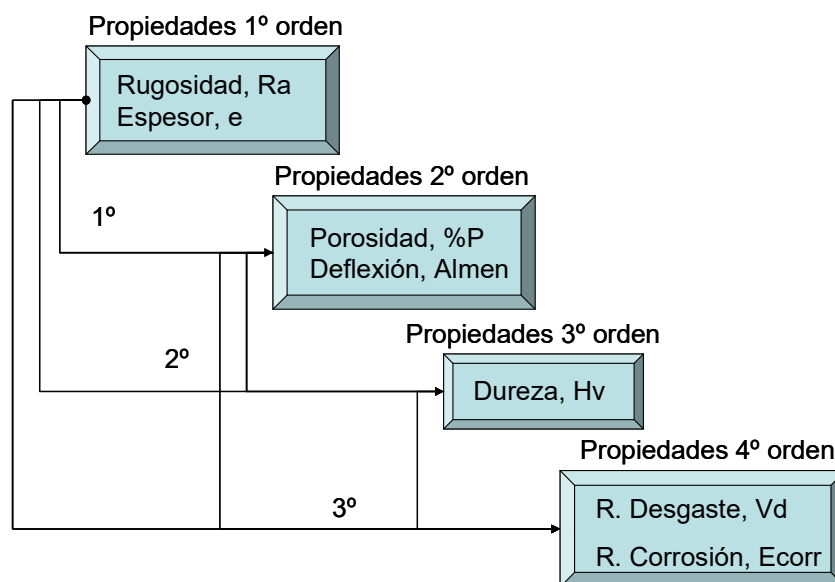 Propiedades 1º orden
Rugosidad, Ra
Espesor, e
Propiedades 2º orden
1º
Porosidad, %P
Deflexión, Almen
Propiedades 3º orden
2º
Dureza, Hv
Propiedades 4º orden
3º
R. Desgaste, Vd
R. Corrosión, Ecorr